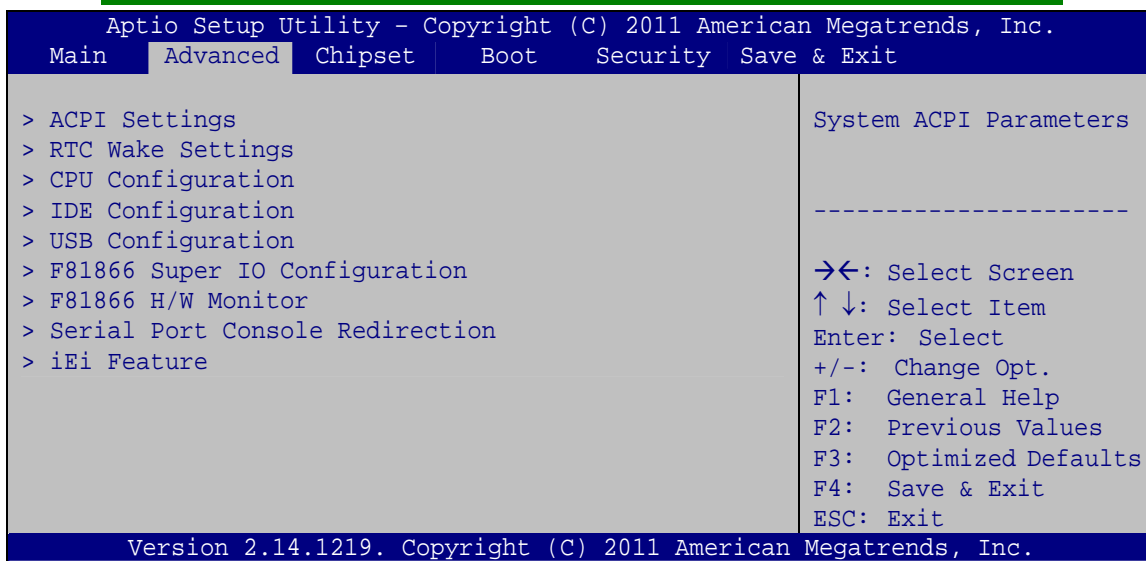 Aptio Setup Utility – Copyright (C) 2011 American Megatrends, Inc.
Main Advanced Chipset Boot Security Save & Exit
> ACPI Settings
> RTC Wake Settings
> CPU Configuration
> IDE Configuration
> USB Configuration
> F81866 Super IO Configuration
> F81866 H/W Monitor
> Serial Port Console Redirection
> iEi Feature
System ACPI Parameters
----------------------
→←: Select Screen
↑ ↓: Select Item
Enter: Select
+/-: Change Opt.
F1: General Help
F2: Previous Values
F3: Optimized Defaults
F4: Save & Exit
ESC: Exit
Version 2.14.1219. Copyright (C) 2011 American Megatrends, Inc.